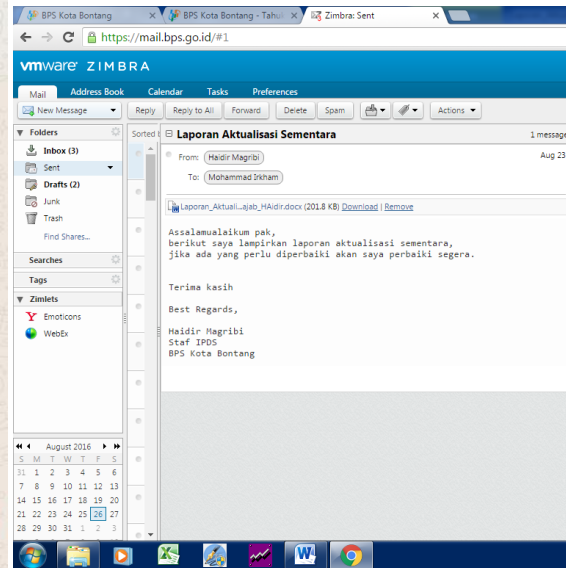 BPS Kota Bontang
BPS Kota Bontang - Tahu
Zimbra: Sent
https://mail.bps.go.id/#1
vmware ZIMBRA
Mail Address Book Calendar Tasks Preferences
New Message Reply Reply to All Forward Delete Spam Actions
Folders
Inbox (3)
Sent
Drafts (2)
Junk
Trash
Find Shares...
Searches
Tags
Zimlets
Emoticons
WebEx
Sorted
Laporan Aktualisasi Sementara 1 message
From: Haidir Magribi Aug 23
To: Mohammad Irkham
Laporan_Aktuali...ajab_HAidir.docx (201.8 KB) Download | Remove
Assalamualaikum pak,
berikut saya lampirkan laporan aktualisasi sementara,
jika ada yang perlu diperbaiki akan saya perbaiki segera.
Terima kasih
Best Regards,
Haidir Magribi
Staf IPDS
BPS Kota Bontang
August 2016
S M T W T F S
31 1 2 3 4 5 6
7 8 9 10 11 12 13
14 15 16 17 18 19 20
21 22 23 24 25 26 27
28 29 30 31 1 2 3